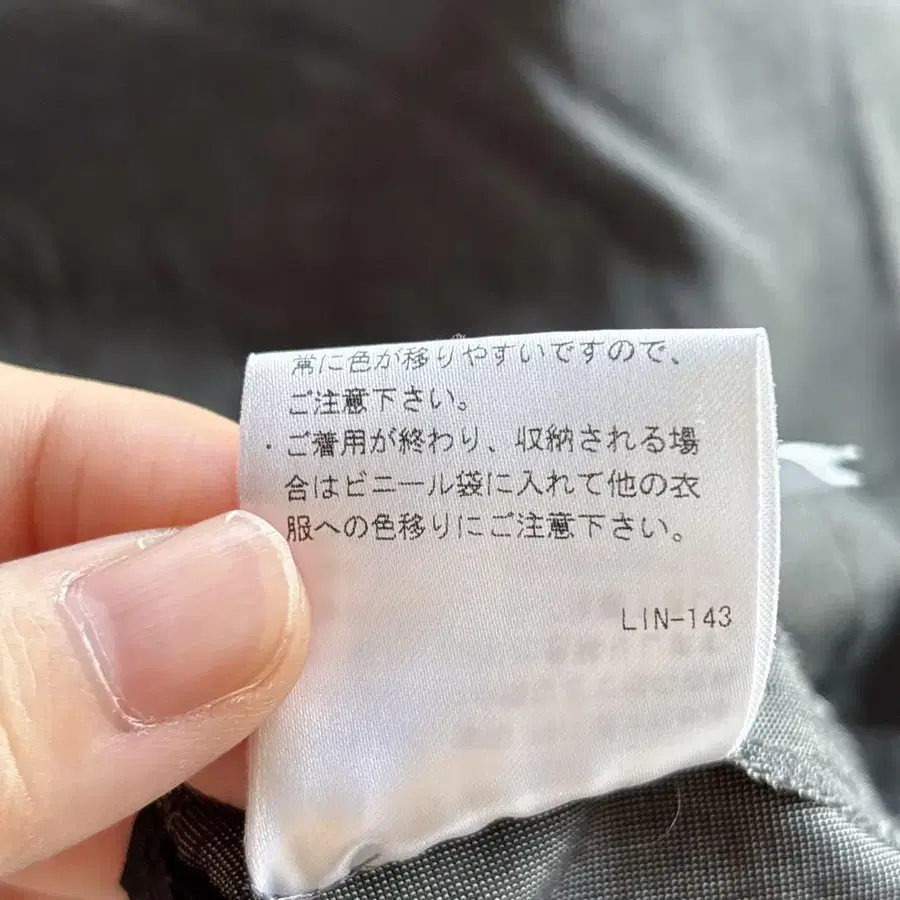 常に色が移りやすいですので、
ご注意下さい。
・ご着用が終わり、収納される場
合はビニール袋に入れて他の衣
服への色移りにご注意下さい。
LIN-143